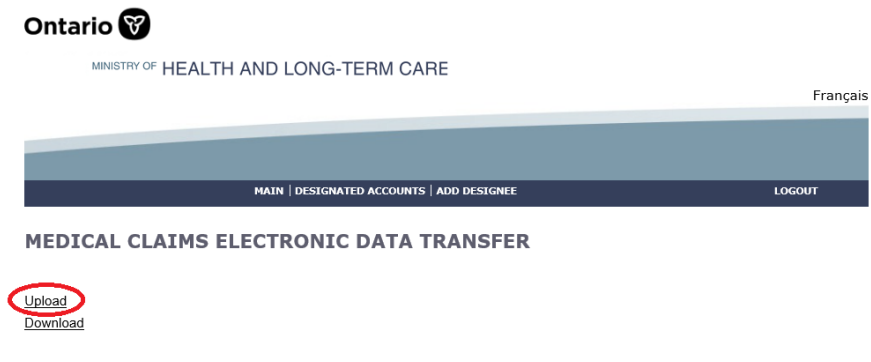 Ontario
MINISTRY OF HEALTH AND LONG-TERM CARE
Français
MAIN | DESIGNATED ACCOUNTS | ADD DESIGNEE LOGOUT
MEDICAL CLAIMS ELECTRONIC DATA TRANSFER
Upload
Download